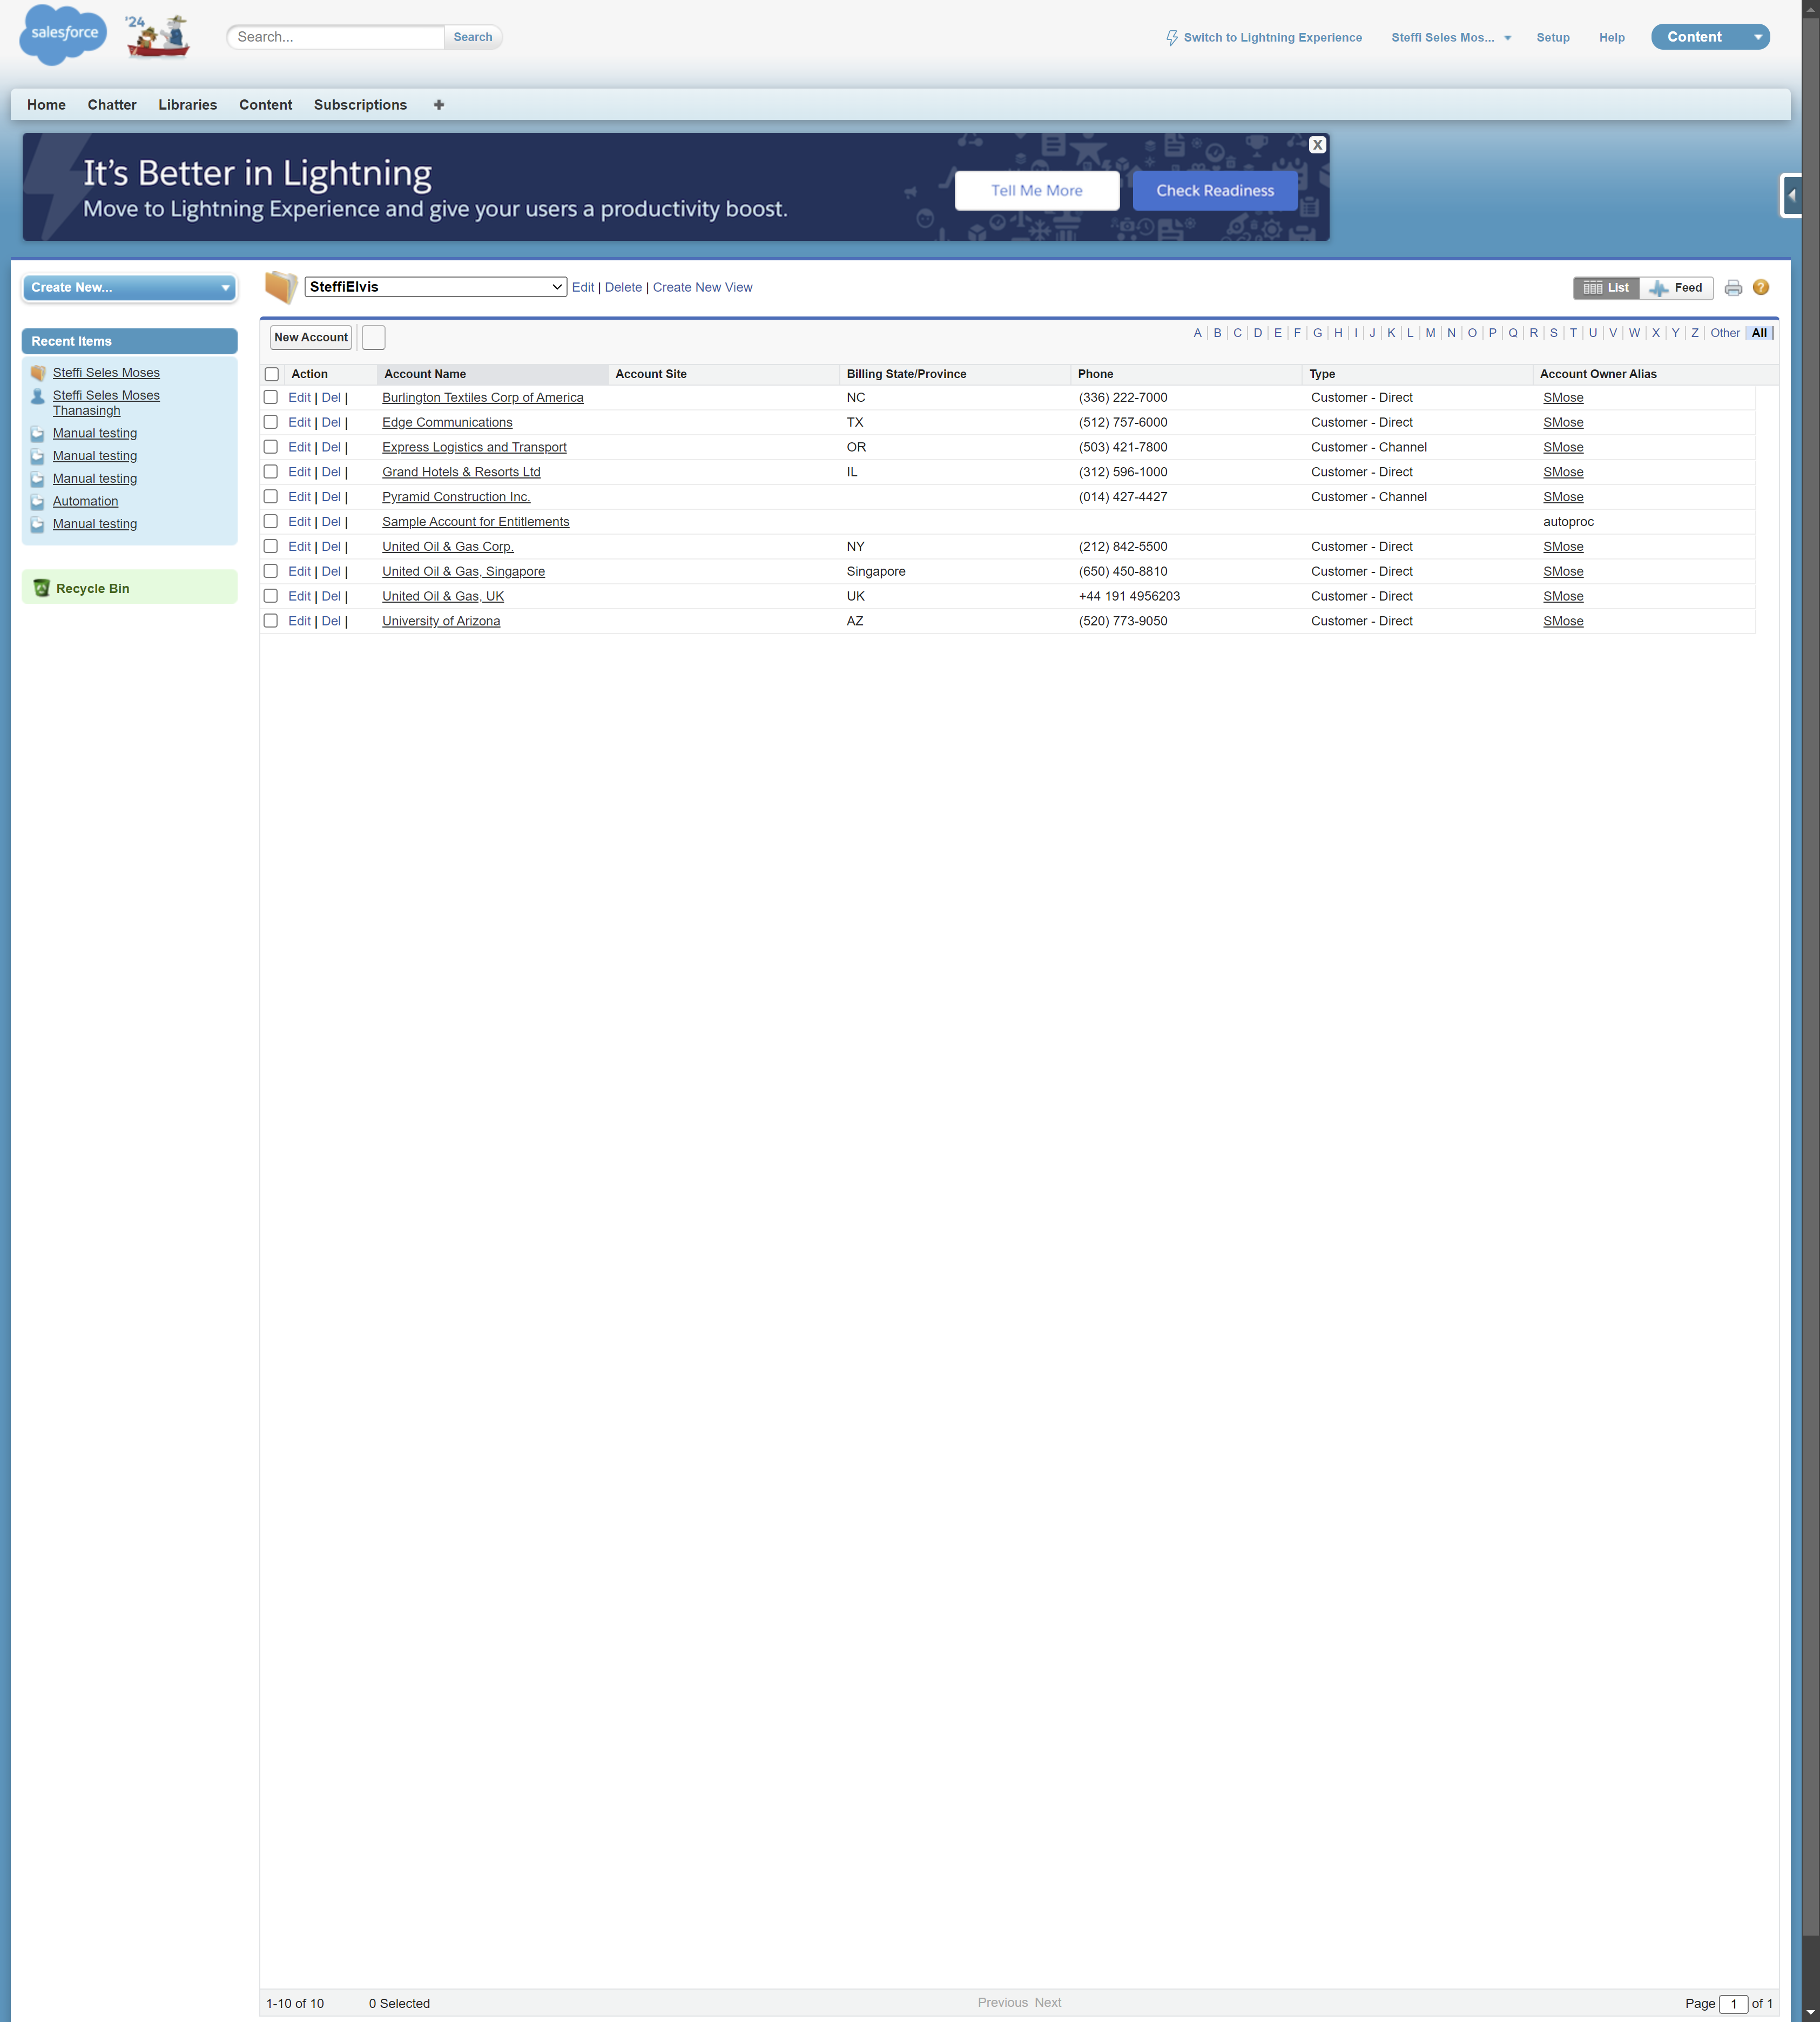 salesforce
'24
Search...
Search
Switch to Lightning Experience
Steffi Seles Mos...
Setup
Help
Content
Home
Chatter
Libraries
Content
Subscriptions
It's Better in Lightning
Move to Lightning Experience and give your users a productivity boost.
Tell Me More
Check Readiness
X
Create New...
Recent Items
Steffi Seles Moses
Steffi Seles Moses
Thanasingh
Manual testing
Manual testing
Manual testing
Automation
Manual testing
Recycle Bin
SteffiElvis
Edit | Delete | Create New View
List
Feed
?
New Account
A | B | C | D | E | F | G | H | I | J | K | L | M | N | O | P | Q | R | S | T | U | V | W | X | Y | Z | Other | All |
Action Account Name Account Site Billing State/Province Phone Type Account Owner Alias
Edit | Del | Burlington Textiles Corp of America NC (336) 222-7000 Customer - Direct SMose
Edit | Del | Edge Communications TX (512) 757-6000 Customer - Direct SMose
Edit | Del | Express Logistics and Transport OR (503) 421-7800 Customer - Channel SMose
Edit | Del | Grand Hotels & Resorts Ltd IL (312) 596-1000 Customer - Direct SMose
Edit | Del | Pyramid Construction Inc. (014) 427-4427 Customer - Channel SMose
Edit | Del | Sample Account for Entitlements autoproc
Edit | Del | United Oil & Gas Corp. NY (212) 842-5500 Customer - Direct SMose
Edit | Del | United Oil & Gas, Singapore Singapore (650) 450-8810 Customer - Direct SMose
Edit | Del | United Oil & Gas, UK UK +44 191 4956203 Customer - Direct SMose
Edit | Del | University of Arizona AZ (520) 773-9050 Customer - Direct SMose
1-10 of 10
0 Selected
Previous Next
Page 1 of 1